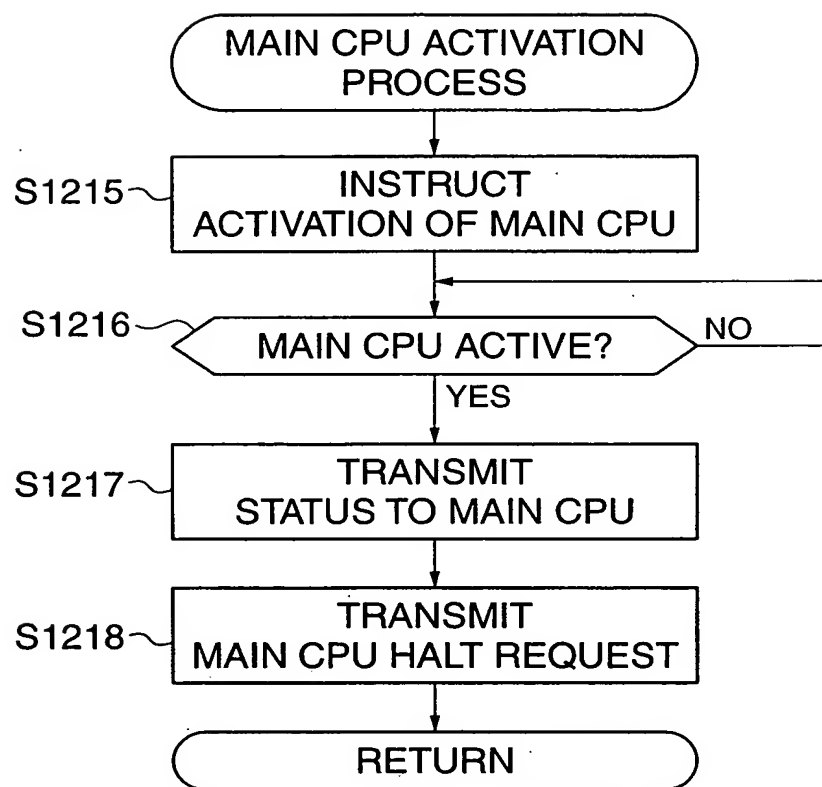 MAIN CPU ACTIVATION
PROCESS
S1215
INSTRUCT
ACTIVATION OF MAIN CPU
S1216
MAIN CPU ACTIVE?
NO
YES
S1217
TRANSMIT
STATUS TO MAIN CPU
S1218
TRANSMIT
MAIN CPU HALT REQUEST
RETURN